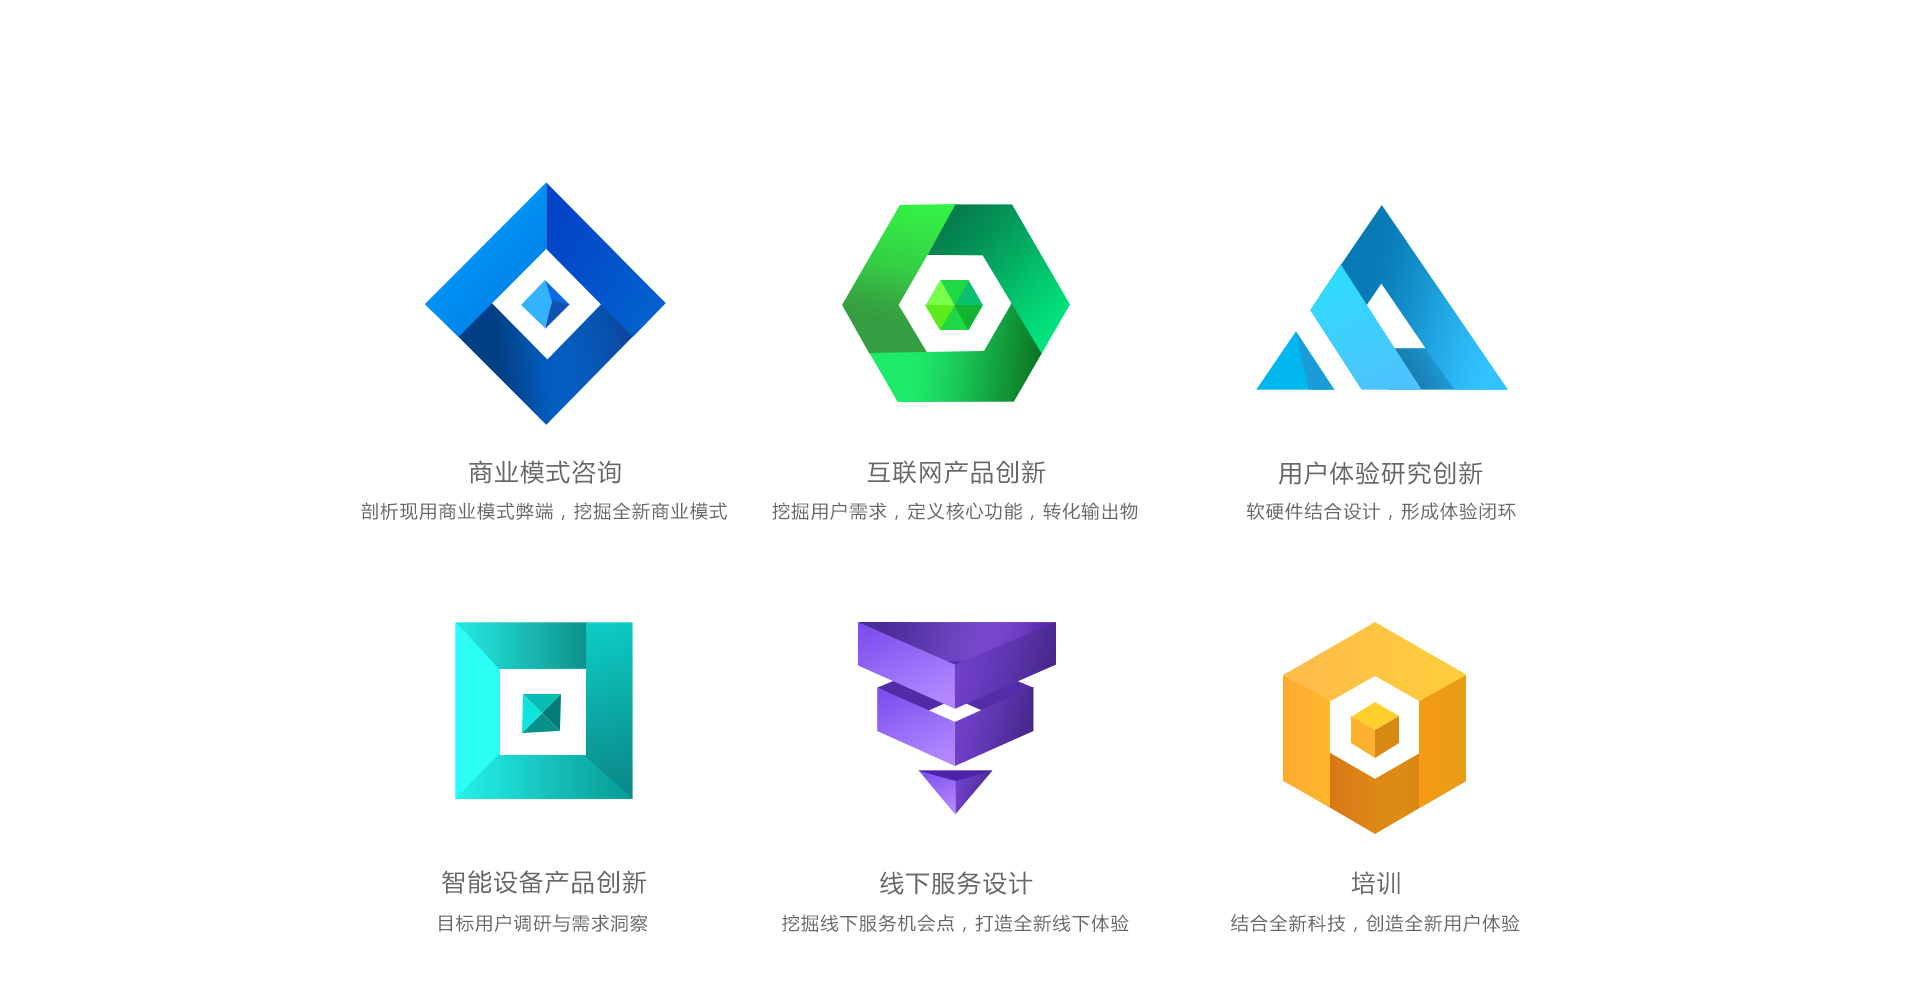 商业模式咨询
剖析现用商业模式弊端，挖掘全新商业模式
互联网产品创新
挖掘用户需求，定义核心功能，转化输出物
用户体验研究创新
软硬件结合设计，形成体验闭环
智能设备产品创新
目标用户调研与需求洞察
线下服务设计
挖掘线下服务机会点，打造全新线下体验
培训
结合全新科技，创造全新用户体验